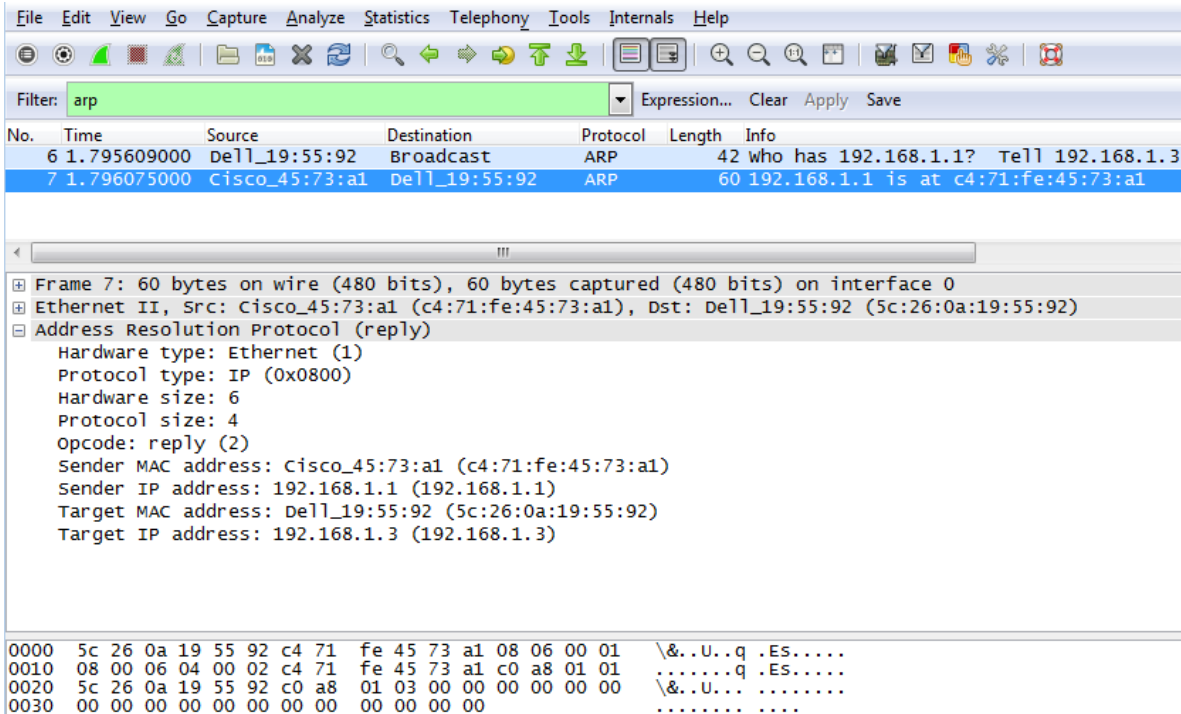 File Edit View Go Capture Analyze Statistics Telephony Tools Internals Help
Filter: arp Expression... Clear Apply Save
No. Time Source Destination Protocol Length Info
6 1.795609000 Dell_19:55:92 Broadcast ARP 42 Who has 192.168.1.1? Tell 192.168.1.3
7 1.796075000 Cisco_45:73:a1 Dell_19:55:92 ARP 60 192.168.1.1 is at c4:71:fe:45:73:a1
Frame 7: 60 bytes on wire (480 bits), 60 bytes captured (480 bits) on interface 0
Ethernet II, Src: Cisco_45:73:a1 (c4:71:fe:45:73:a1), Dst: Dell_19:55:92 (5c:26:0a:19:55:92)
Address Resolution Protocol (reply)
Hardware type: Ethernet (1)
Protocol type: IP (0x0800)
Hardware size: 6
Protocol size: 4
Opcode: reply (2)
Sender MAC address: Cisco_45:73:a1 (c4:71:fe:45:73:a1)
Sender IP address: 192.168.1.1 (192.168.1.1)
Target MAC address: Dell_19:55:92 (5c:26:0a:19:55:92)
Target IP address: 192.168.1.3 (192.168.1.3)
0000 5c 26 0a 19 55 92 c4 71 fe 45 73 a1 08 06 00 01 \&..U..q .Es.....
0010 08 00 06 04 00 02 c4 71 fe 45 73 a1 c0 a8 01 01 .......q .Es.....
0020 5c 26 0a 19 55 92 c0 a8 01 03 00 00 00 00 00 00 \&..U... ........
0030 00 00 00 00 00 00 00 00 00 00 00 00 ........ ....